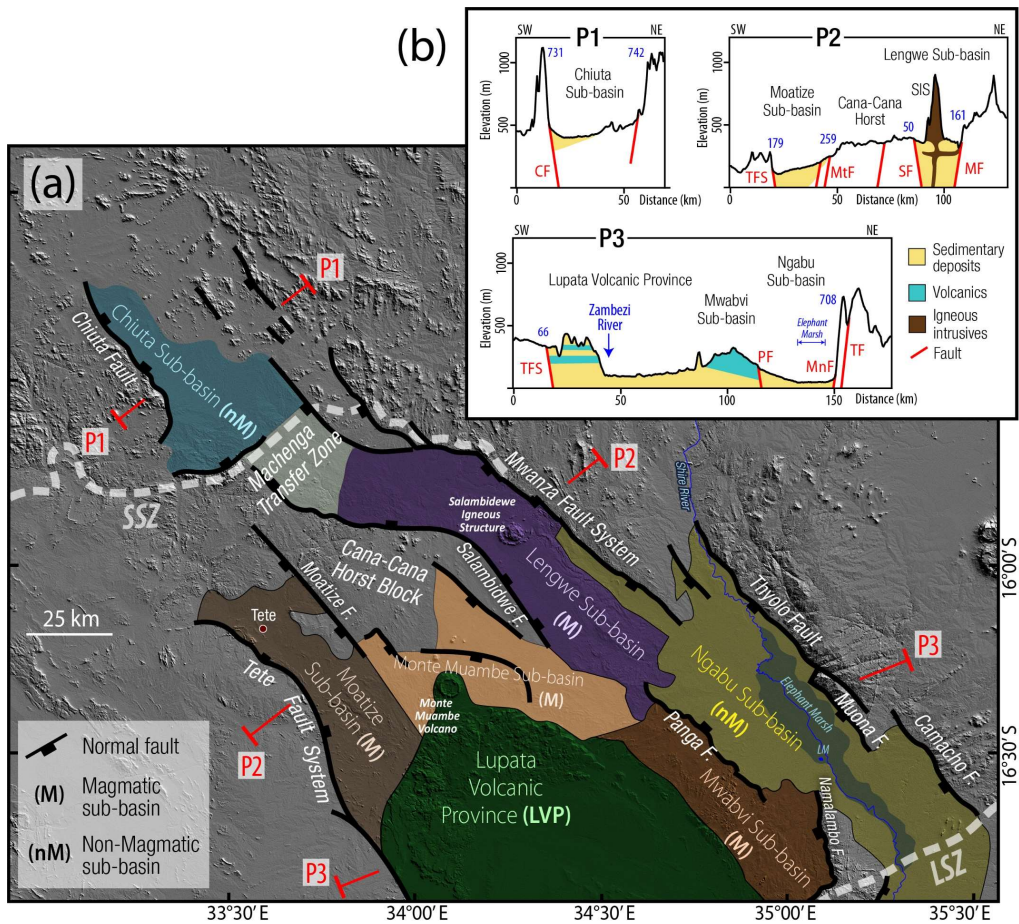 (b)
SW
P1
NE
SW
P2
NE
Elevation (m)
1000
500
731
742
Chiuta
Sub-basin
CF
0
50
Distance (km)
Elevation (m)
1000
500
Lengwe Sub-basin
SIS
Moatize
Sub-basin
Cana-Cana
Horst
179
259
50
161
TFS
MtF
SF
MF
0
50
Distance (km)
100
SW
P3
NE
Elevation (m)
1000
500
Lupata Volcanic Province
Ngabu
Sub-basin
Mwabvi
Sub-basin
Zambezi
River
66
708
Elephant
Marsh
TFS
PF
MnF
TF
0
50
100
Distance (km)
150
Sedimentary
deposits
Volcanics
Igneous
intrusives
Fault
(a)
P1
Chiuta Fault
Chiuta Sub-basin (nM)
P1
Machenga
Transfer Zone
SSZ
P2
Mwanza Fault System
Shire River
Salambidewe
Igneous
Structure
Cana-Cana
Horst Block
Moatize F.
Salambidwe F.
Lengwe Sub-basin
(M)
Thyolo Fault
16°00' S
25 km
Tete
Moatize
Sub-basin (M)
Tete Fault System
Monte Muambe Sub-basin
(M)
Monte
Muambe
Volcano
Ngabu Sub-basin
(nM)
Elephant Marsh
LM
P3
Muona F.
Camacho F.
Panga F.
Namalambo F.
Mwabvi Sub-basin
(M)
Lupata
Volcanic
Province (LVP)
16°30' S
P2
P3
LSZ
Normal fault
(M)
Magmatic
sub-basin
(nM)
Non-Magmatic
sub-basin
33°30' E
34°00' E
34°30' E
35°00' E
35°30' E